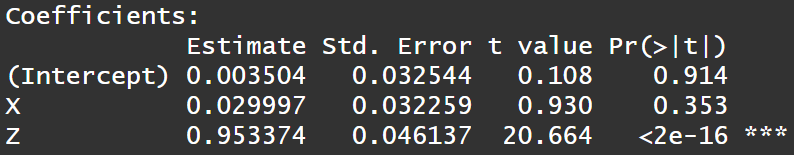 Coefficients:
Estimate Std. Error t value Pr(>|t|)
(Intercept) 0.003504 0.032544 0.108 0.914
X 0.029997 0.032259 0.930 0.353
Z 0.953374 0.046137 20.664 <2e-16 ***